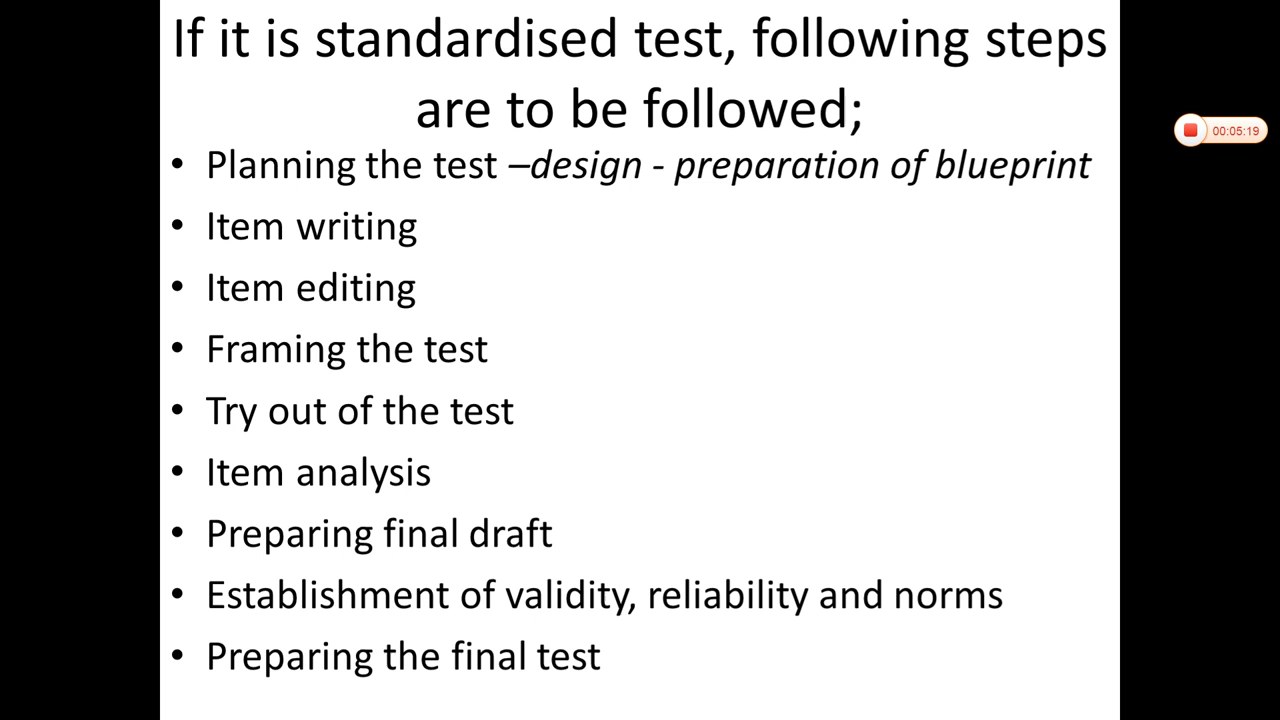 If it is standardised test, following steps
are to be followed;
• Planning the test –design - preparation of blueprint
• Item writing
• Item editing
• Framing the test
• Try out of the test
• Item analysis
• Preparing final draft
• Establishment of validity, reliability and norms
• Preparing the final test
00:05:19